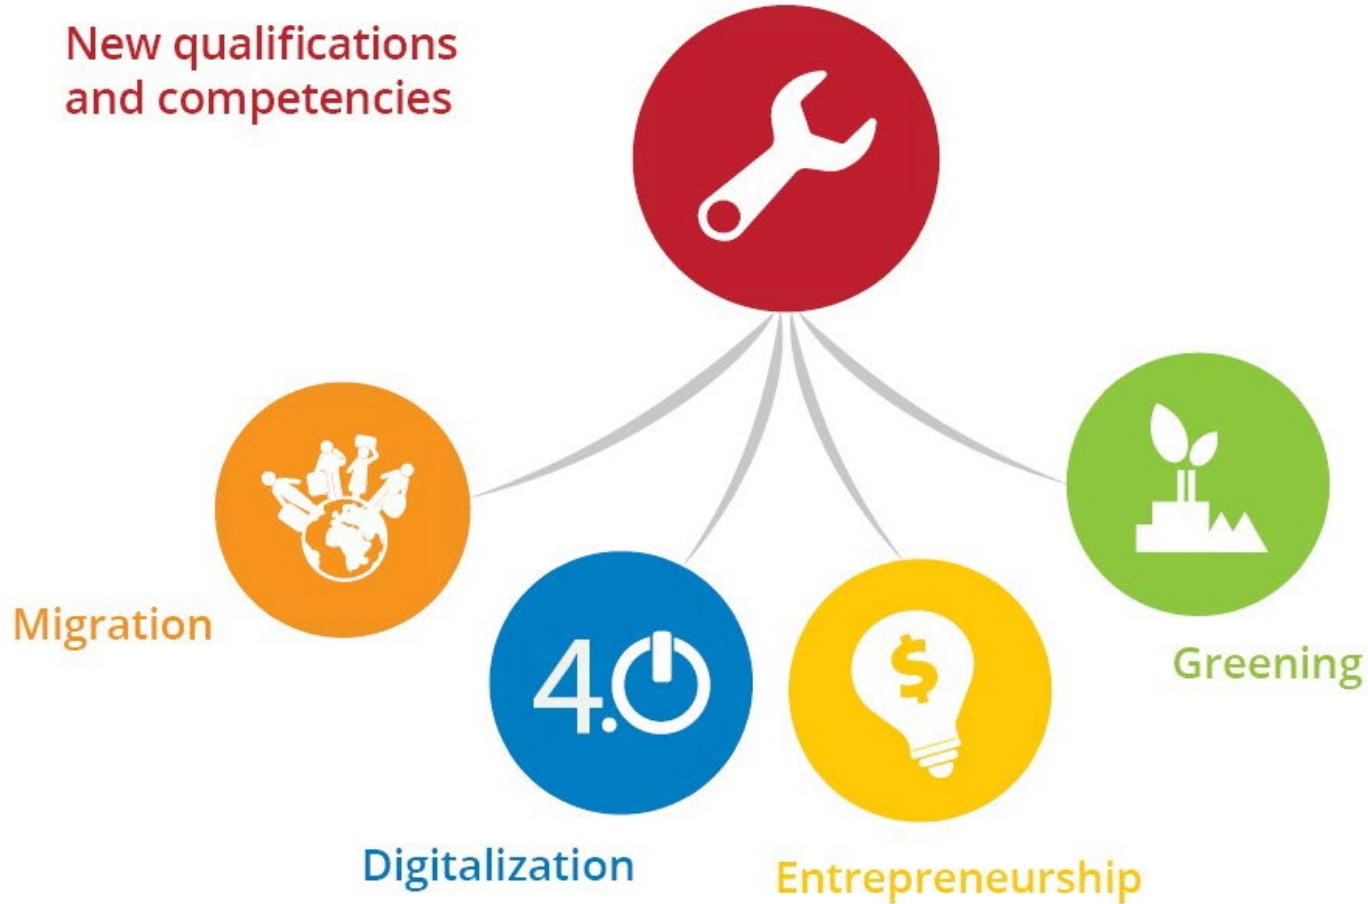 New qualifications
and competencies
Migration
4.0
$
Greening
Digitalization
Entrepreneurship